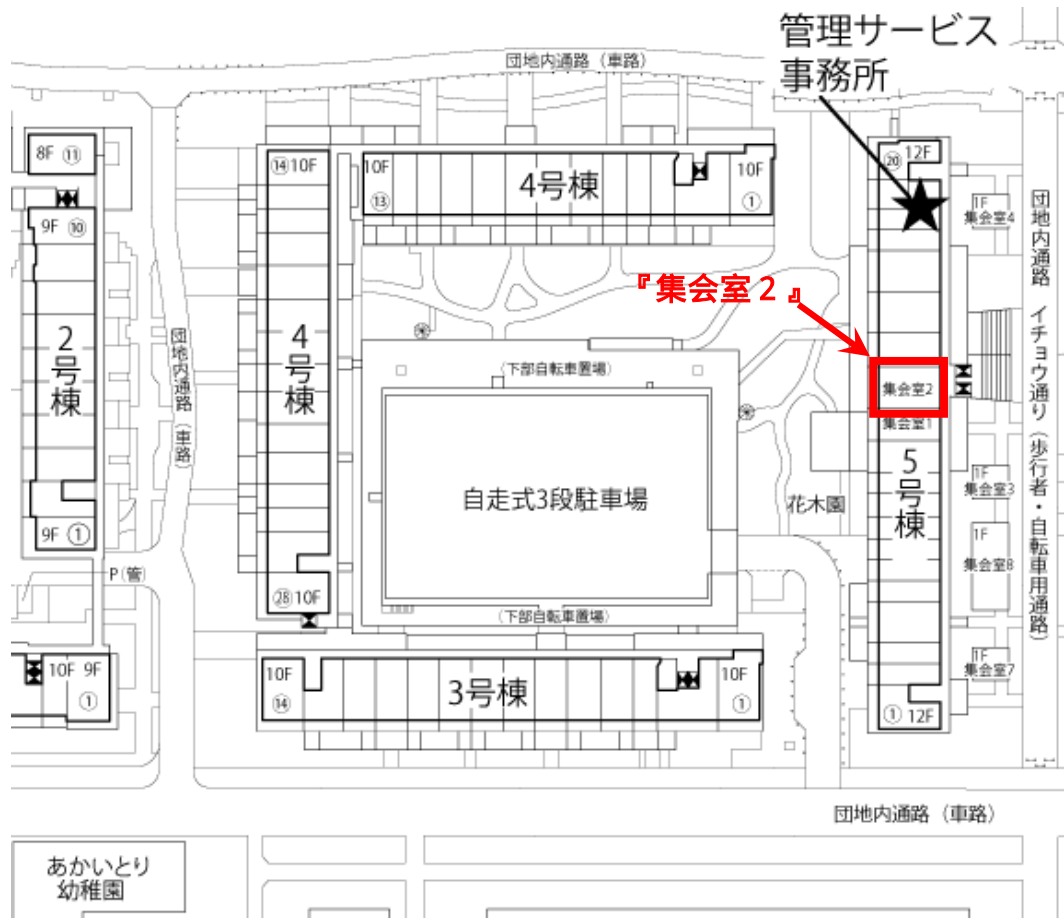 管理サービス
事務所
団地内通路（車路）
8F ⑪
9F ⑩
2号棟
9F ①
団地内通路（車路）
P（管）
10F 9F
①
⑭ 10F
4号棟
㉘ 10F
10F
⑬
4号棟
10F
①
『集会室２』
（下部自転車置場）
自走式3段駐車場
（下部自転車置場）
花木園
10F
⑭
3号棟
10F
①
⑳ 12F
集会室2
集会室1
5号棟
① 12F
1F
集会室4
1F
集会室3
1F
集会室8
1F
集会室7
団地内通路 イチョウ通り（歩行者・自転車用通路）
団地内通路（車路）
あかいとり
幼稚園